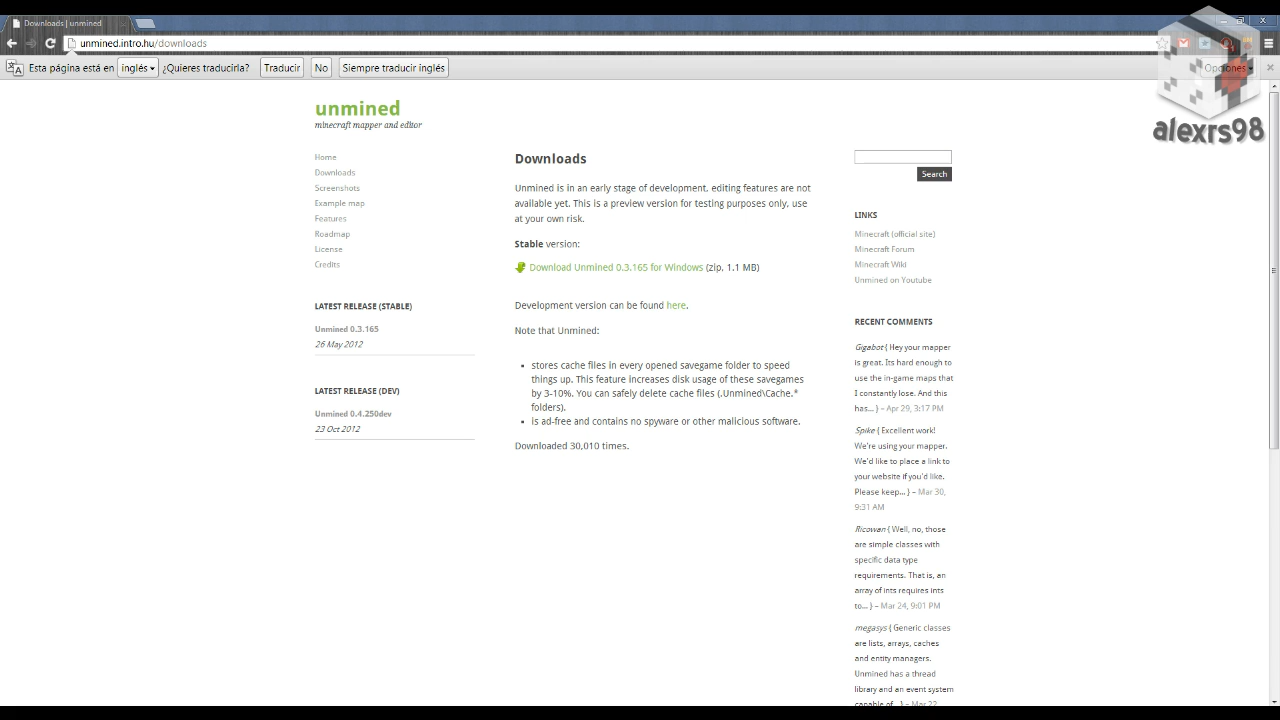 Downloads | unmined
unmined.intro.hu/downloads
Esta página está en inglés ¿Quieres traducirla? Traducir No Siempre traducir inglés Opciones
alexrs98
unmined
minecraft mapper and editor
Home
Downloads
Screenshots
Example map
Features
Roadmap
License
Credits
LATEST RELEASE (STABLE)
Unmined 0.3.165
26 May 2012
LATEST RELEASE (DEV)
Unmined 0.4.250dev
23 Oct 2012
Downloads
Unmined is in an early stage of development, editing features are not
available yet. This is a preview version for testing purposes only, use
at your own risk.
Stable version:
Download Unmined 0.3.165 for Windows (zip, 1.1 MB)
Development version can be found here.
Note that Unmined:
• stores cache files in every opened savegame folder to speed
things up. This feature increases disk usage of these savegames
by 3-10%. You can safely delete cache files (.Unmined\Cache.*
folders).
• is ad-free and contains no spyware or other malicious software.
Downloaded 30,010 times.
Search
LINKS
Minecraft (official site)
Minecraft Forum
Minecraft Wiki
Unmined on Youtube
RECENT COMMENTS
Gigabot { Hey your mapper
is great. Its hard enough to
use the in-game maps that
I constantly lose. And this
has... } – Apr 29, 3:17 PM
Spike { Excellent work!
We're using your mapper.
We'd like to place a link to
your website if you'd like.
Please keep... } – Mar 30,
9:31 AM
Ricowan { Well, no, those
are simple classes with
specific data type
requirements. That is, an
array of ints requires ints
to... } – Mar 24, 9:01 PM
megasys { Generic classes
are lists, arrays, caches
and entity managers.
Unmined has a thread
library and an event system
capable of... } – Mar 22,